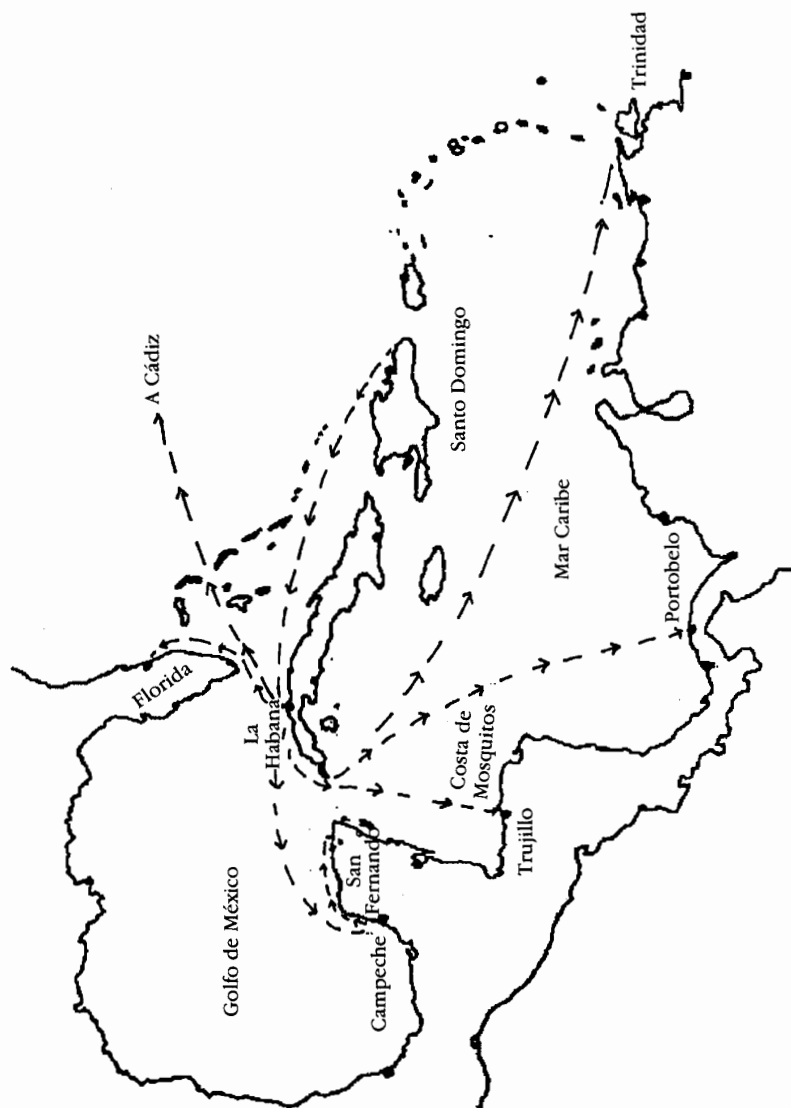 A Cádiz
Florida
Golfo de México
La
Habana
Santo Domingo
Trinidad
San
Fernando
Campeche
Costa de
Mosquitos
Mar Caribe
Trujillo
Portobelo